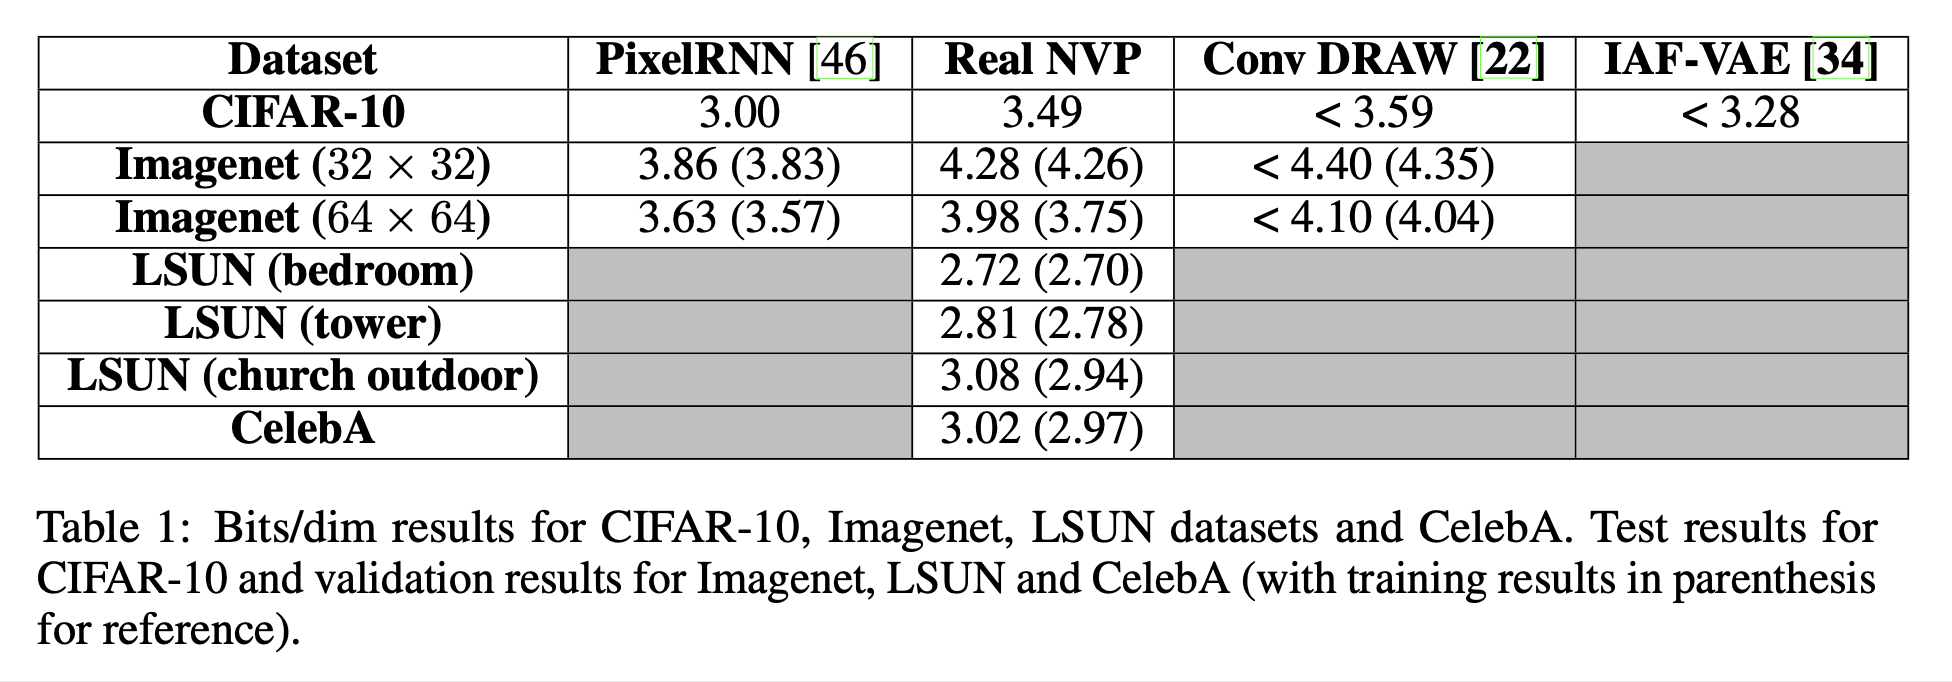 Dataset PixelRNN [46] Real NVP Conv DRAW [22] IAF-VAE [34]
CIFAR-10 3.00 3.49 < 3.59 < 3.28
Imagenet (32 × 32) 3.86 (3.83) 4.28 (4.26) < 4.40 (4.35)
Imagenet (64 × 64) 3.63 (3.57) 3.98 (3.75) < 4.10 (4.04)
LSUN (bedroom) 2.72 (2.70)
LSUN (tower) 2.81 (2.78)
LSUN (church outdoor) 3.08 (2.94)
CelebA 3.02 (2.97)
Table 1: Bits/dim results for CIFAR-10, Imagenet, LSUN datasets and CelebA. Test results for
CIFAR-10 and validation results for Imagenet, LSUN and CelebA (with training results in parenthesis
for reference).